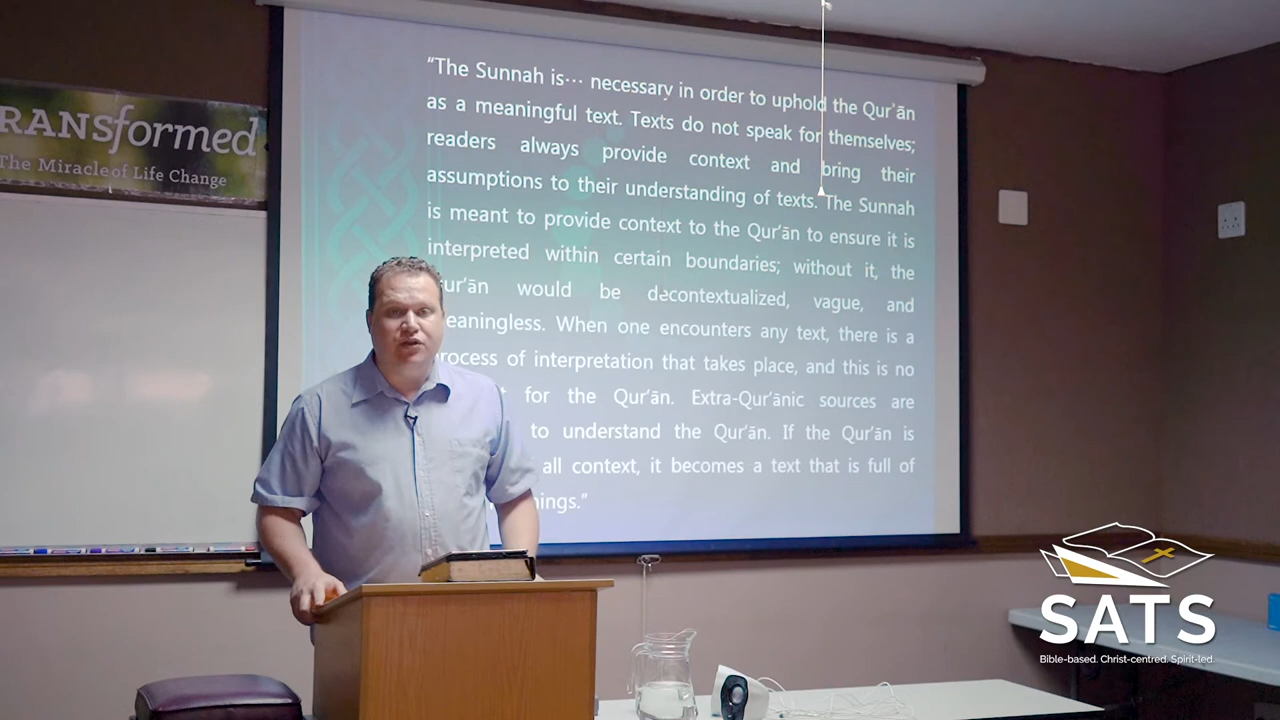 TRANSformed
The Miracle of Life Change
“The Sunnah is… necessary in order to uphold the Qur'ān
as a meaningful text. Texts do not speak for themselves;
readers always provide context and bring their
assumptions to their understanding of texts. The Sunnah
is meant to provide context to the Qur’ān to ensure it is
interpreted within certain boundaries; without it, the
ur’ān would be decontextualized, vague, and
eaningless. When one encounters any text, there is a
rocess of interpretation that takes place, and this is no
for the Qur’ān. Extra-Qur’ānic sources are
to understand the Qur’ān. If the Qur’ān is
all context, it becomes a text that is full of
ings.”
SATS
Bible-based. Christ-centred. Spirit-led.